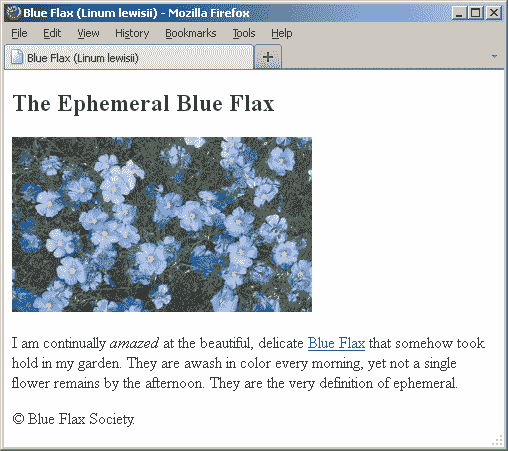 Blue Flax (Linum lewisii) - Mozilla Firefox
File Edit View History Bookmarks Tools Help
Blue Flax (Linum lewisii)
The Ephemeral Blue Flax
I am continually amazed at the beautiful, delicate Blue Flax that somehow took
hold in my garden. They are awash in color every morning, yet not a single
flower remains by the afternoon. They are the very definition of ephemeral.
© Blue Flax Society.